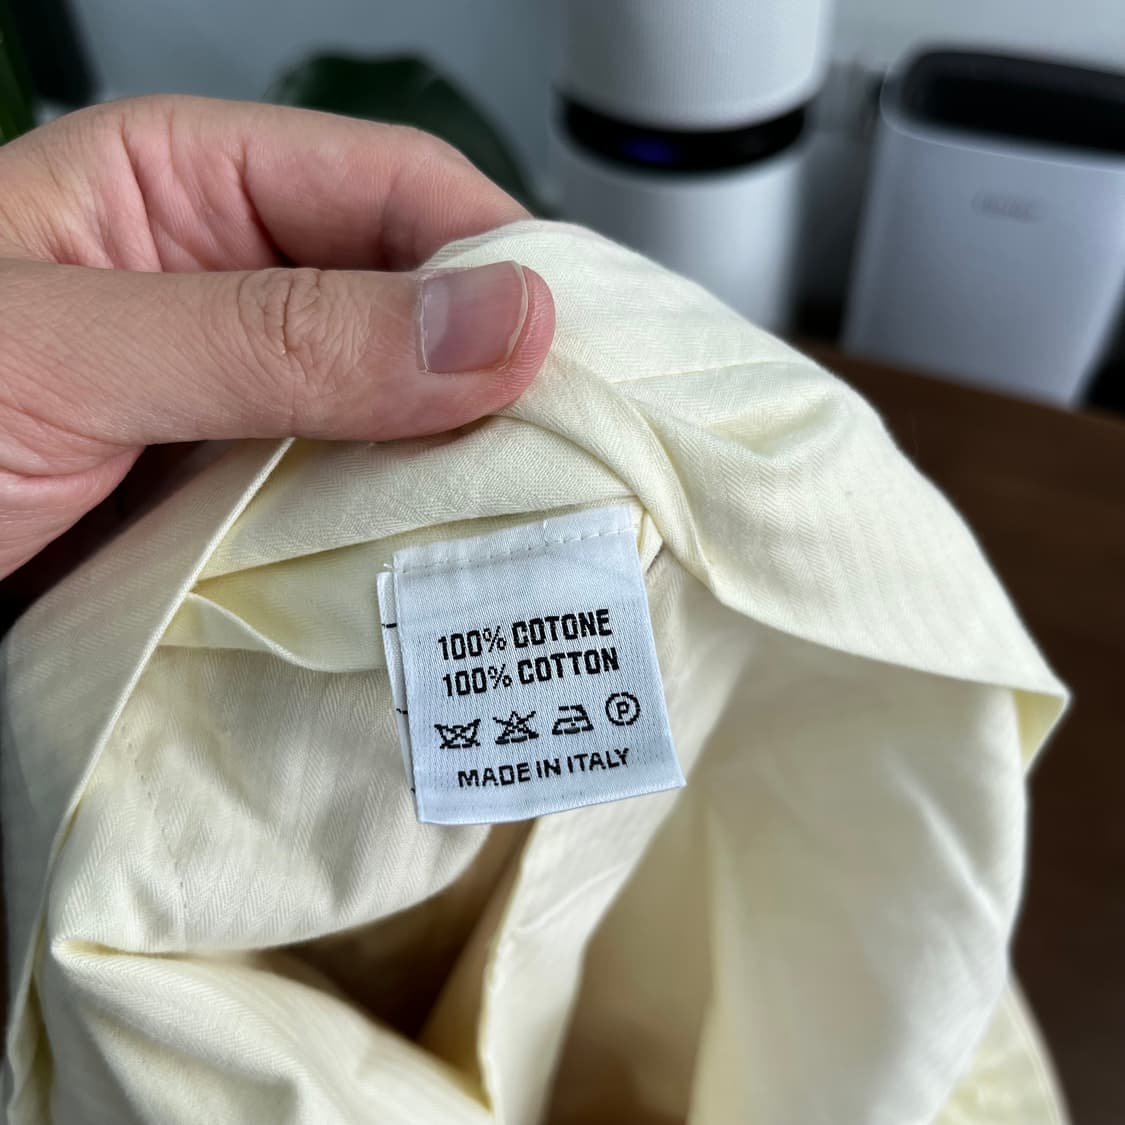 100% COTONE
100% COTTON
P
MADE IN ITALY